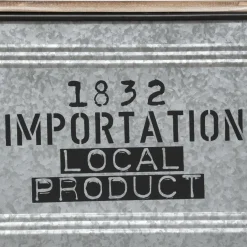 1832
IMPORTATION
LOCAL
PRODUCT